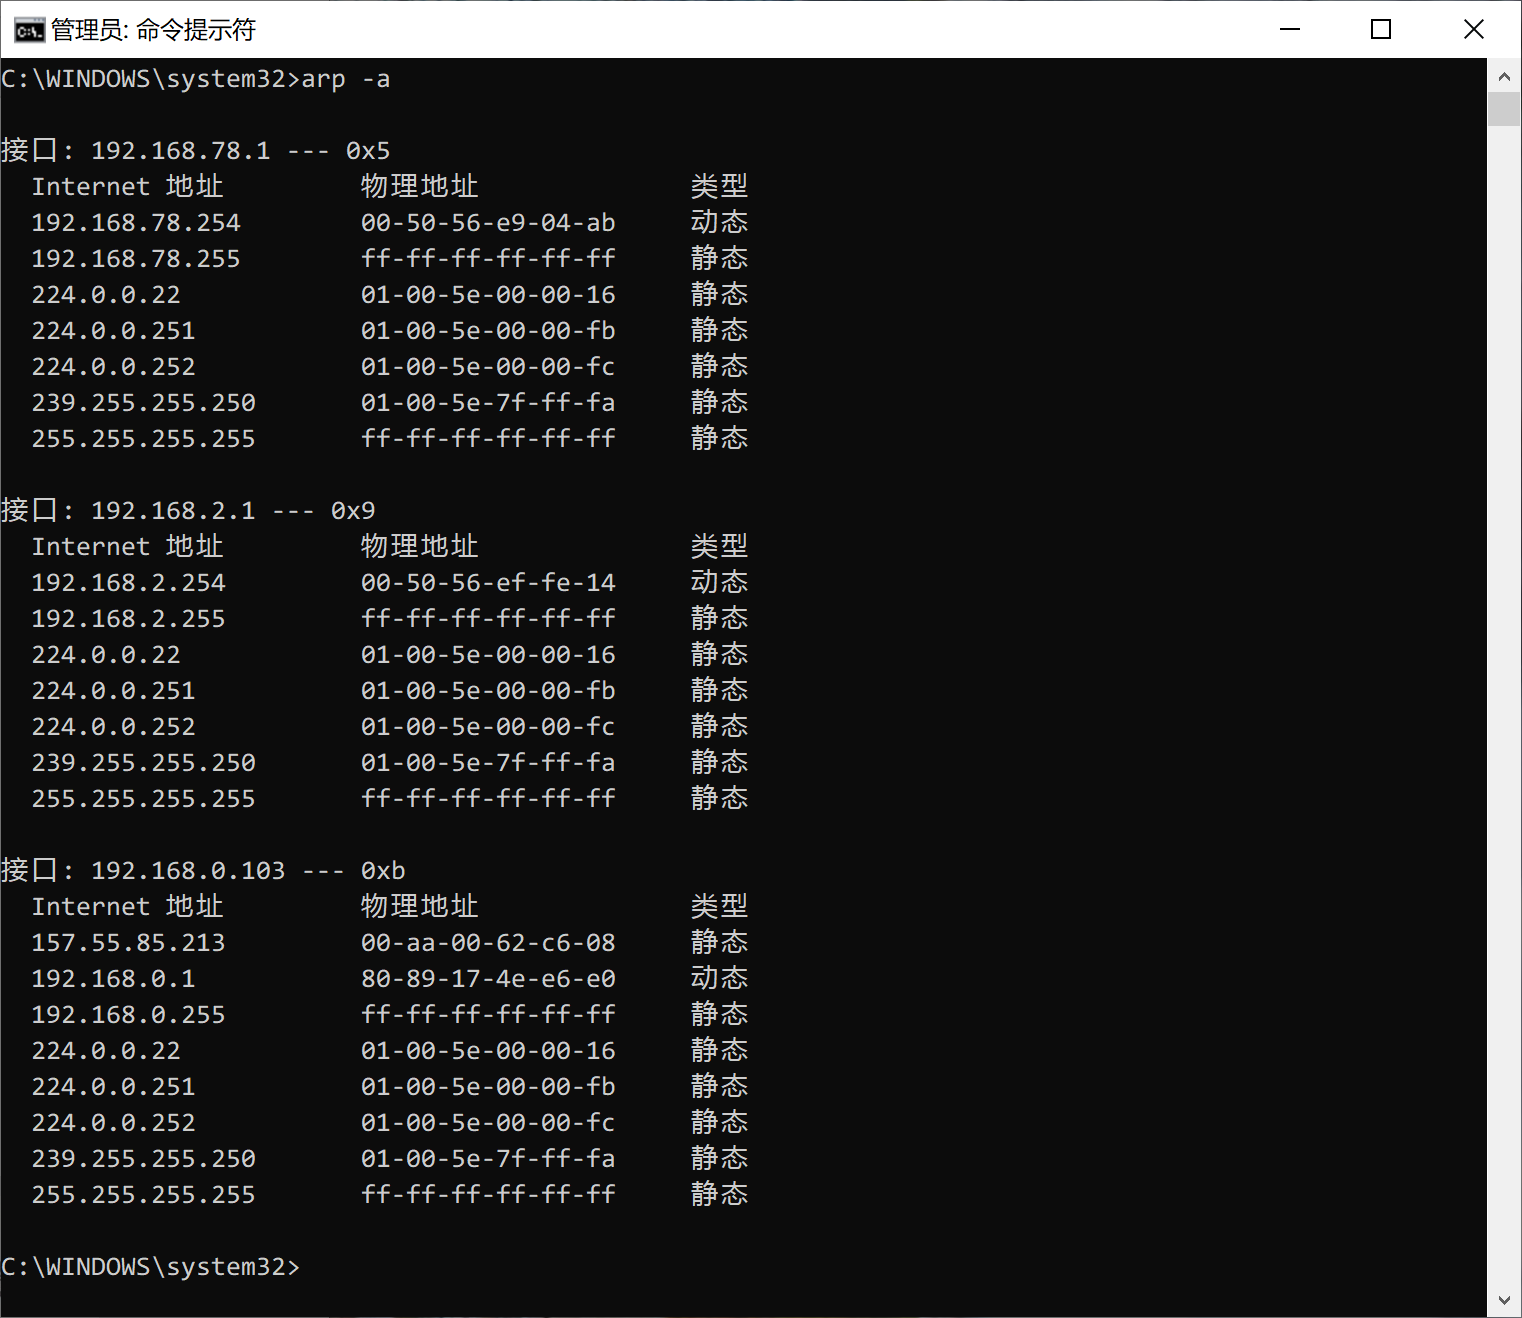 管理员: 命令提示符
C:\WINDOWS\system32>arp -a
接口: 192.168.78.1 --- 0x5
Internet 地址 物理地址 类型
192.168.78.254 00-50-56-e9-04-ab 动态
192.168.78.255 ff-ff-ff-ff-ff-ff 静态
224.0.0.22 01-00-5e-00-00-16 静态
224.0.0.251 01-00-5e-00-00-fb 静态
224.0.0.252 01-00-5e-00-00-fc 静态
239.255.255.250 01-00-5e-7f-ff-fa 静态
255.255.255.255 ff-ff-ff-ff-ff-ff 静态
接口: 192.168.2.1 --- 0x9
Internet 地址 物理地址 类型
192.168.2.254 00-50-56-ef-fe-14 动态
192.168.2.255 ff-ff-ff-ff-ff-ff 静态
224.0.0.22 01-00-5e-00-00-16 静态
224.0.0.251 01-00-5e-00-00-fb 静态
224.0.0.252 01-00-5e-00-00-fc 静态
239.255.255.250 01-00-5e-7f-ff-fa 静态
255.255.255.255 ff-ff-ff-ff-ff-ff 静态
接口: 192.168.0.103 --- 0xb
Internet 地址 物理地址 类型
157.55.85.213 00-aa-00-62-c6-08 静态
192.168.0.1 80-89-17-4e-e6-e0 动态
192.168.0.255 ff-ff-ff-ff-ff-ff 静态
224.0.0.22 01-00-5e-00-00-16 静态
224.0.0.251 01-00-5e-00-00-fb 静态
224.0.0.252 01-00-5e-00-00-fc 静态
239.255.255.250 01-00-5e-7f-ff-fa 静态
255.255.255.255 ff-ff-ff-ff-ff-ff 静态
C:\WINDOWS\system32>